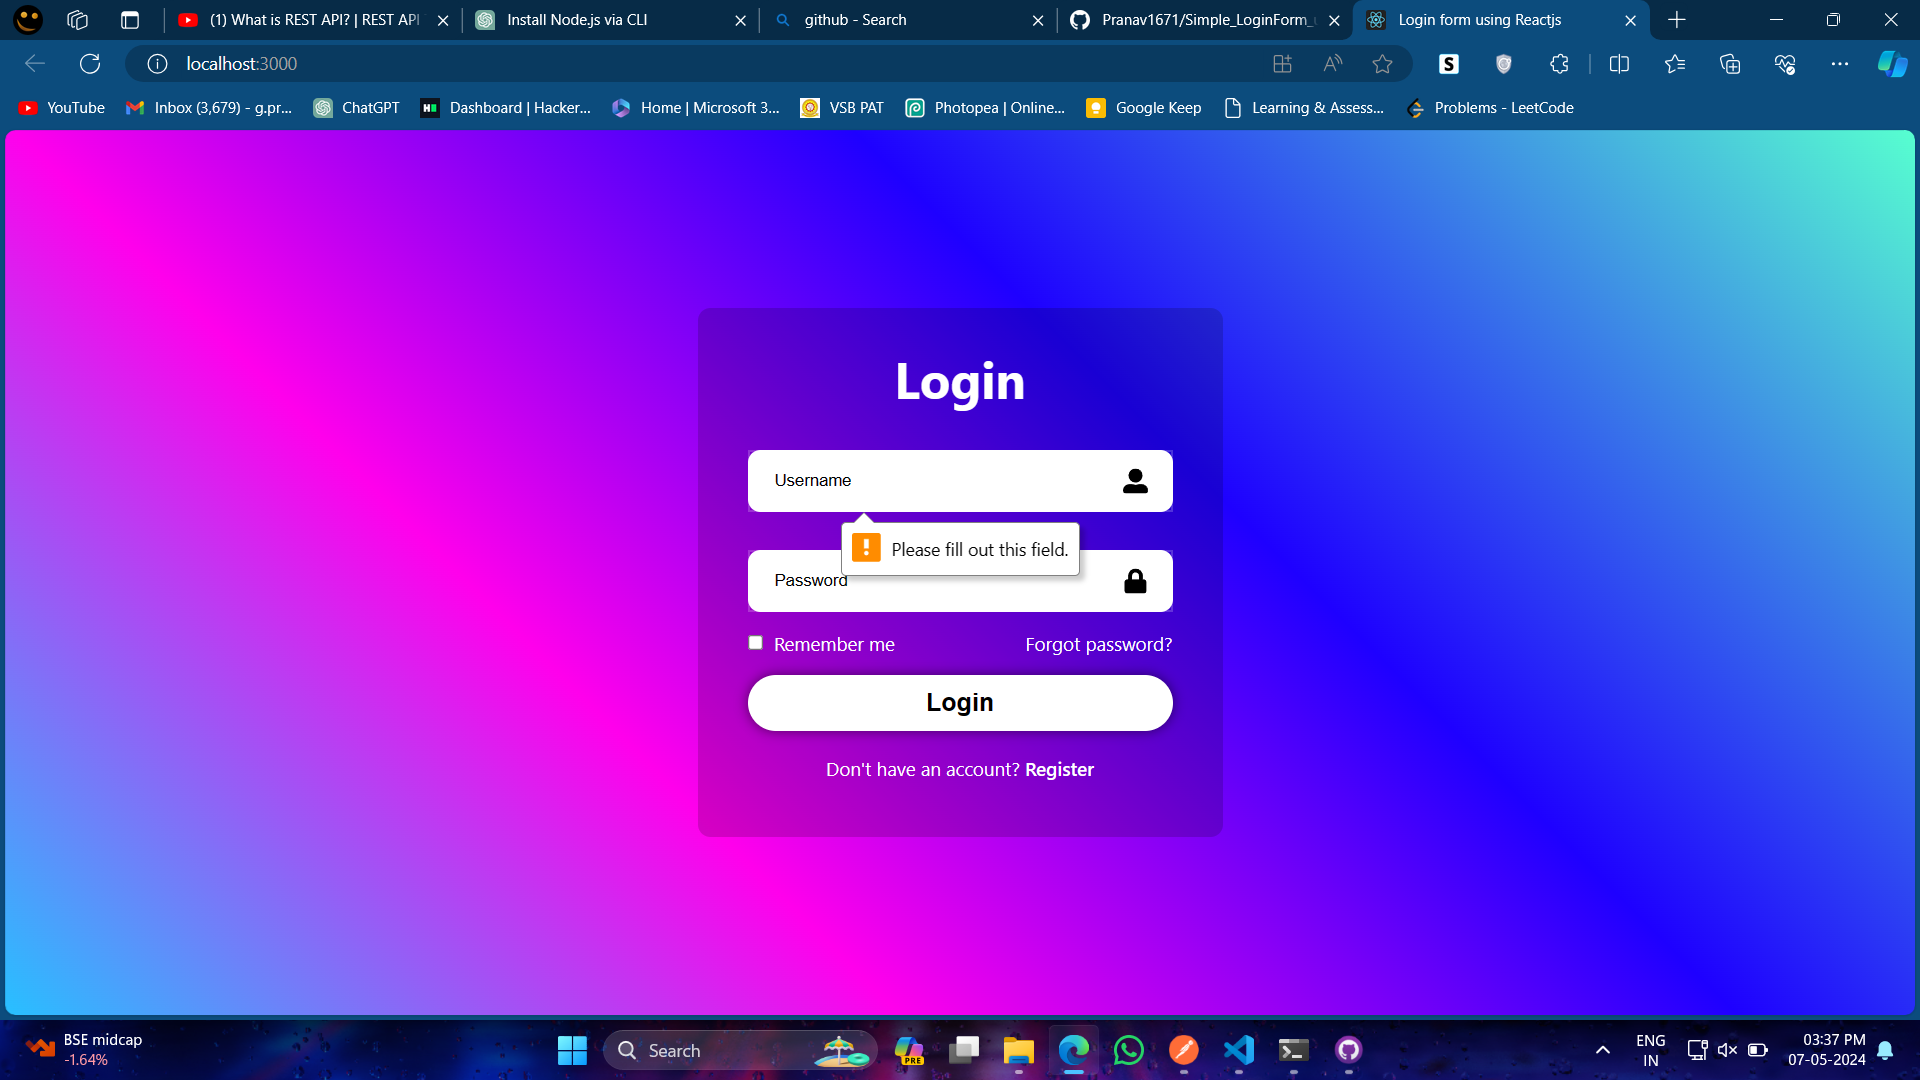 (1) What is REST API? | REST API
Install Node.js via CLI
github - Search
Pranav1671/Simple_LoginForm_
Login form using Reactjs
localhost:3000
YouTube
Inbox (3,679) - g.pr...
ChatGPT
Dashboard | Hacker...
Home | Microsoft 3...
VSB PAT
Photopea | Online...
Google Keep
Learning & Assess...
Problems - LeetCode
Login
Username
Please fill out this field.
Password
Remember me
Forgot password?
Login
Don't have an account? Register
BSE midcap
-1.64%
Search
PRE
ENG
IN
03:37 PM
07-05-2024